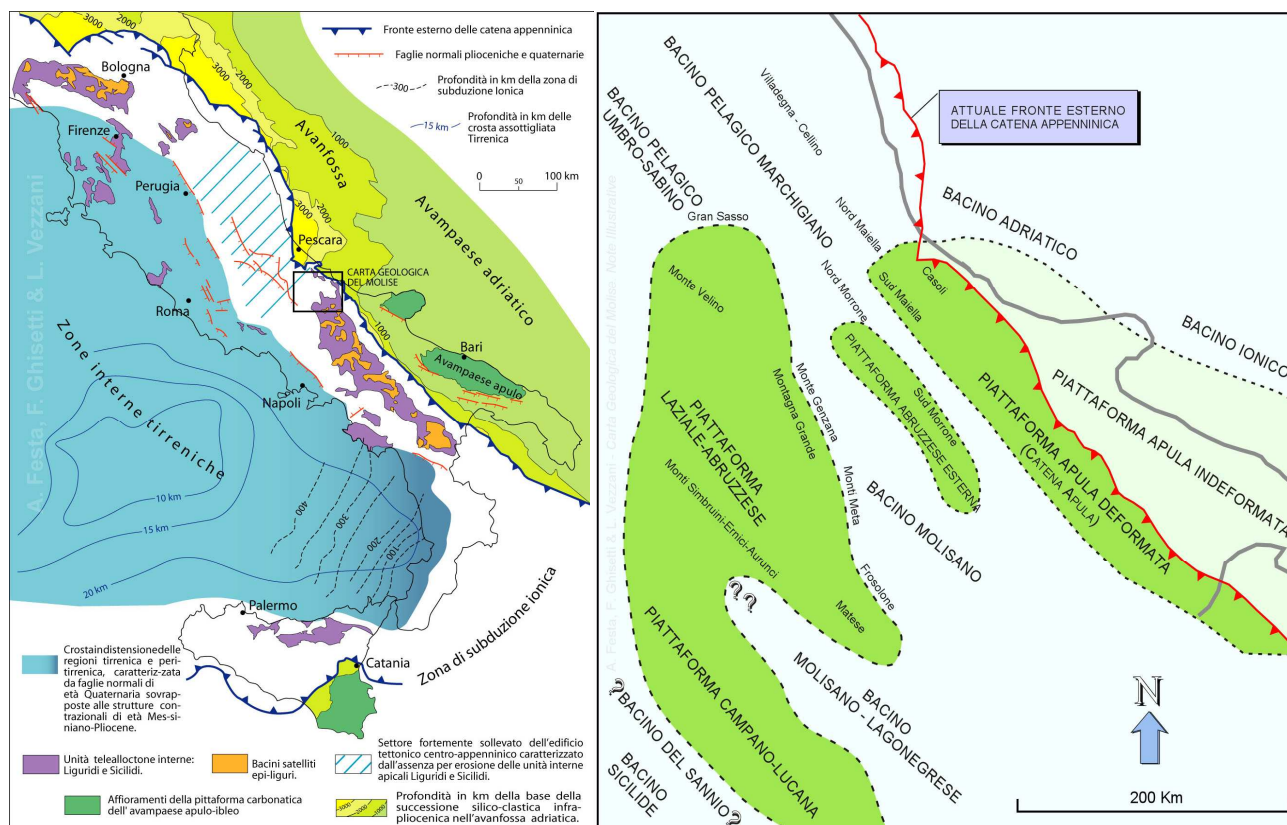 Fronte esterno delle catena appenninica
Faglie normali plioceniche e quaternarie
300
Profondità in km della zona di
subduzione Ionica
15 km
Profondità in km delle
crosta assottigliata
Tirrenica
0
50
100 km
3000
2000
1000
Bologna
Firenze
Perugia
3000
2000
1000
Avanfossa
Avampaese adriatico
3000
2000
Pescara
CARTA GEOLOGICA
DEL MOLISE
1000
Roma
Bari
Avampaese apulo
Napoli
Zone interne tirreniche
10 km
15 km
20 km
400
300
200
100
Palermo
Catania
Zona di subduzione ionica
A. Festa, F. Ghisetti & L. Vezzani
Crostaindistensionedelle
regioni tirrenica e peri-
tirrenica, caratteriz-zata
da faglie normali di
età Quaternaria sovrap-
poste alle strutture con-
trazionali di età Mes-si-
niano-Pliocene.
Unità telealloctone interne:
Liguridi e Sicilidi.
Bacini satelliti
epi-liguri.
Settore fortemente sollevato dell'edificio
tettonico centro-appenninico caratterizzato
dall'assenza per erosione delle unità interne
apicali Liguridi e Sicilidi.
Affioramenti della pittaforma carbonatica
dell' avampaese apulo-ibleo
3000
2000
1000
Profondità in km della base della
successione silico-clastica infra-
pliocenica nell'avanfossa adriatica.
ATTUALE FRONTE ESTERNO
DELLA CATENA APPENNINICA
BACINO PELAGICO
UMBRO-SABINO
BACINO PELAGICO MARCHIGIANO
Villadegna - Cellino
BACINO ADRIATICO
BACINO IONICO
Gran Sasso
Monte Velino
Nord Maiella
Nord Morrone
Casoli
Sud Maiella
PIATTAFORMA ABRUZZESE ESTERNA
Sud Morrone
PIATTAFORMA APULA DEFORMATA
(CATENA APULA)
PIATTAFORMA APULA INDEFORMATA
Monte Genzana
Montagna Grande
PIATTAFORMA
LAZIALE-ABRUZZESE
Monti Simbruini-Ernici-Aurunci
Monti Meta
BACINO MOLISANO
Frosolone
Matese
??
PIATTAFORMA CAMPANO-LUCANA
BACINO
MOLISANO - LAGONEGRESE
? BACINO DEL SANNIO ?
BACINO
SICILIDE
A. Festa, F. Ghisetti & L. Vezzani - Carta Geologica del Molise. Note Illustrative
N
200 Km